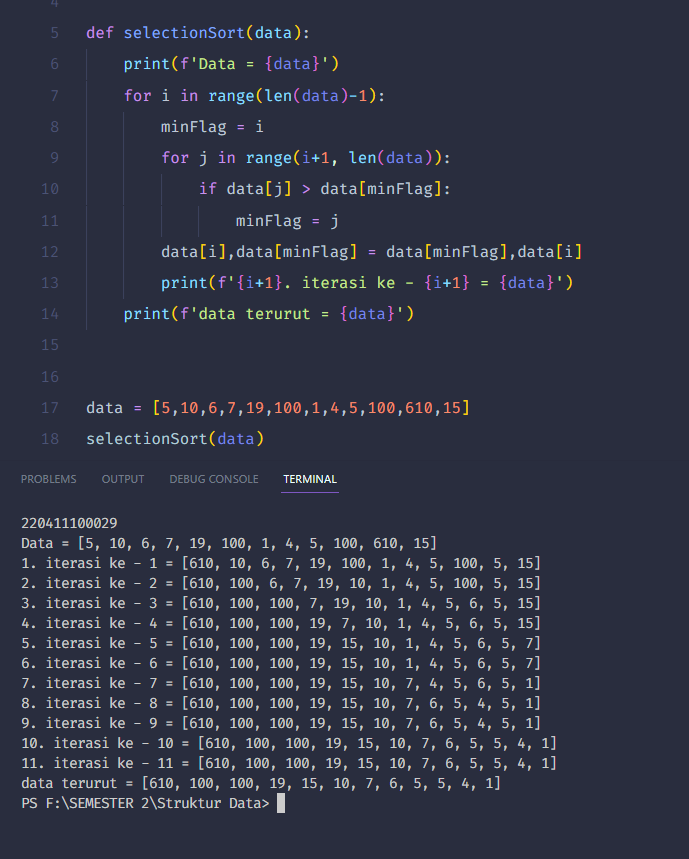 4
5 def selectionSort(data):
6 print(f'Data = {data}')
7 for i in range(len(data)-1):
8 minFlag = i
9 for j in range(i+1, len(data)):
10 if data[j] > data[minFlag]:
11 minFlag = j
12 data[i],data[minFlag] = data[minFlag],data[i]
13 print(f'{i+1}. iterasi ke - {i+1} = {data}')
14 print(f'data terurut = {data}')
15
16
17 data = [5,10,6,7,19,100,1,4,5,100,610,15]
18 selectionSort(data)
PROBLEMS OUTPUT DEBUG CONSOLE TERMINAL
220411100029
Data = [5, 10, 6, 7, 19, 100, 1, 4, 5, 100, 610, 15]
1. iterasi ke - 1 = [610, 10, 6, 7, 19, 100, 1, 4, 5, 100, 5, 15]
2. iterasi ke - 2 = [610, 100, 6, 7, 19, 10, 1, 4, 5, 100, 5, 15]
3. iterasi ke - 3 = [610, 100, 100, 7, 19, 10, 1, 4, 5, 6, 5, 15]
4. iterasi ke - 4 = [610, 100, 100, 19, 7, 10, 1, 4, 5, 6, 5, 15]
5. iterasi ke - 5 = [610, 100, 100, 19, 15, 10, 1, 4, 5, 6, 5, 7]
6. iterasi ke - 6 = [610, 100, 100, 19, 15, 10, 1, 4, 5, 6, 5, 7]
7. iterasi ke - 7 = [610, 100, 100, 19, 15, 10, 7, 4, 5, 6, 5, 1]
8. iterasi ke - 8 = [610, 100, 100, 19, 15, 10, 7, 6, 5, 4, 5, 1]
9. iterasi ke - 9 = [610, 100, 100, 19, 15, 10, 7, 6, 5, 4, 5, 1]
10. iterasi ke - 10 = [610, 100, 100, 19, 15, 10, 7, 6, 5, 5, 4, 1]
11. iterasi ke - 11 = [610, 100, 100, 19, 15, 10, 7, 6, 5, 5, 4, 1]
data terurut = [610, 100, 100, 19, 15, 10, 7, 6, 5, 5, 4, 1]
PS F:\SEMESTER 2\Struktur Data>